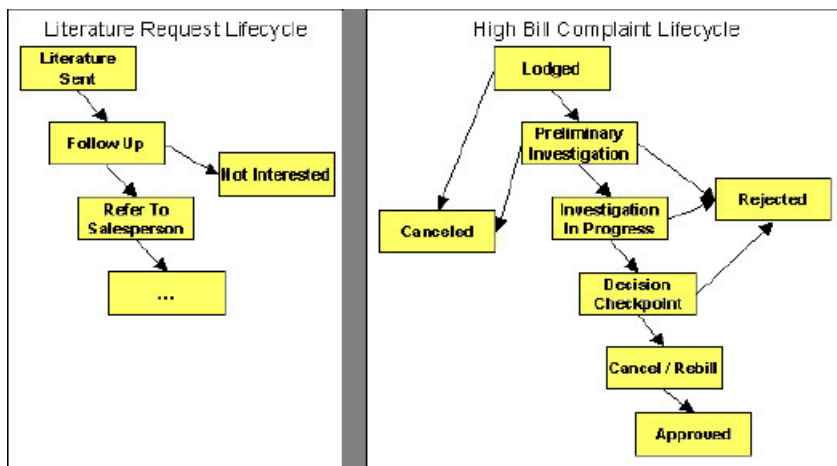 Literature Request Lifecycle
Literature
Sent
Follow Up
Not Interested
Refer To
Salesperson
...
High Bill Complaint Lifecycle
Lodged
Preliminary
Investigation
Rejected
Investigation
In Progress
Canceled
Decision
Checkpoint
Cancel / Rebill
Approved